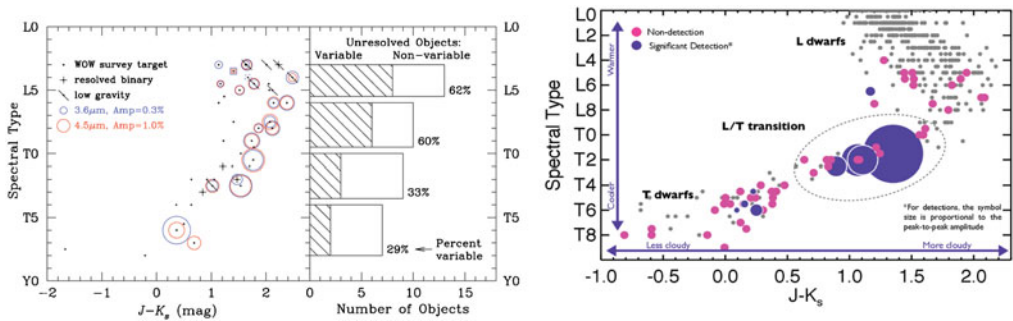 L0
L5
T0
T5
Y0
Spectral Type
-2
-1
0
1
2
J-Ks (mag)
WOW survey target
resolved binary
low gravity
3.6μm, Amp=0.3%
4.5μm, Amp=1.0%
Unresolved Objects:
Variable Non-variable
62%
60%
33%
29%
Percent
variable
L0
L5
T0
T5
Y0
0
5
10
15
Number of Objects
L0
L2
L4
L6
L8
T0
T2
T4
T6
T8
Spectral Type
Warmer
Cooler
Non-detection
Significant Detection*
L dwarfs
L/T transition
T dwarfs
*For detections, the symbol
size is proportional to the
peak-to-peak amplitude
Less cloudy
More cloudy
-1.0
-0.5
0.0
0.5
1.0
1.5
2.0
J-Ks